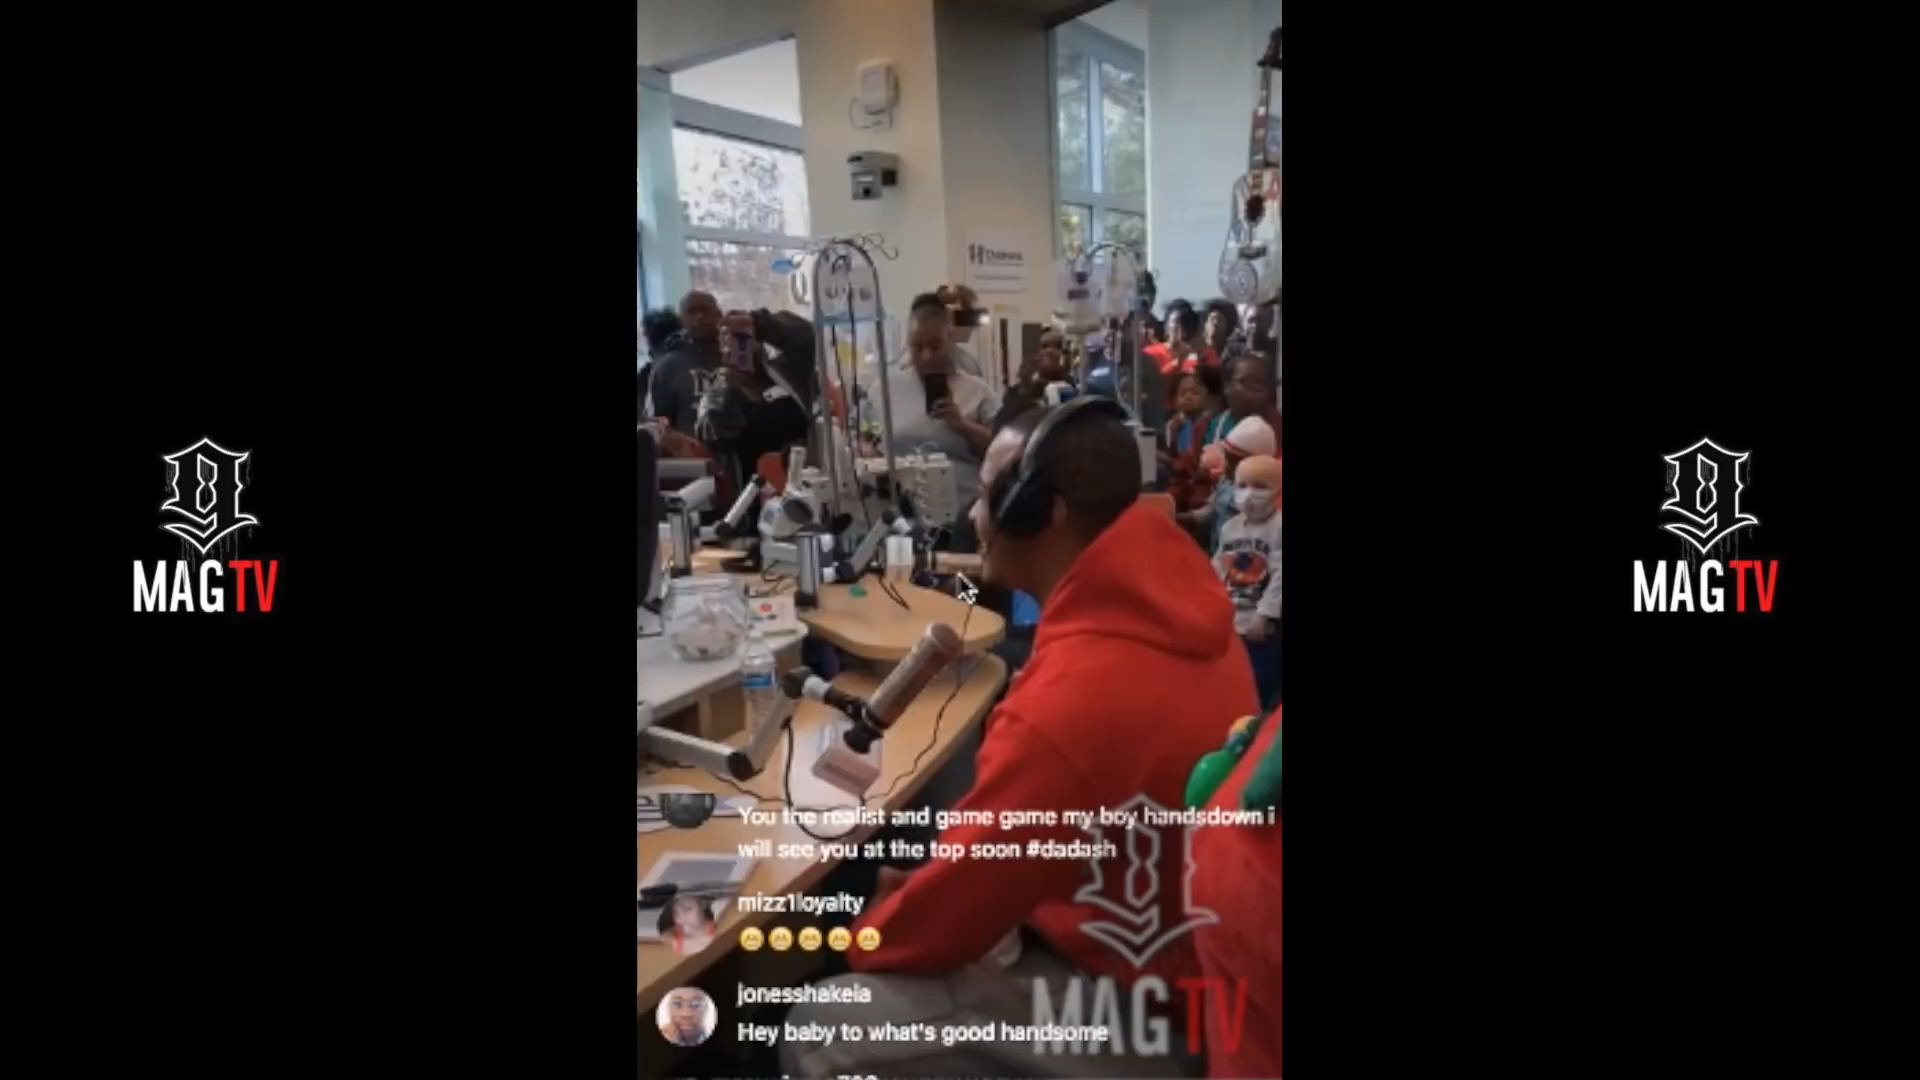 Children's
You the realist and game game my boy handsdown i
will see you at the top soon #dadash
mizz1loyalty
jonesshakeia
Hey baby to what's good handsome
MAGTV
MAGTV
MAGTV